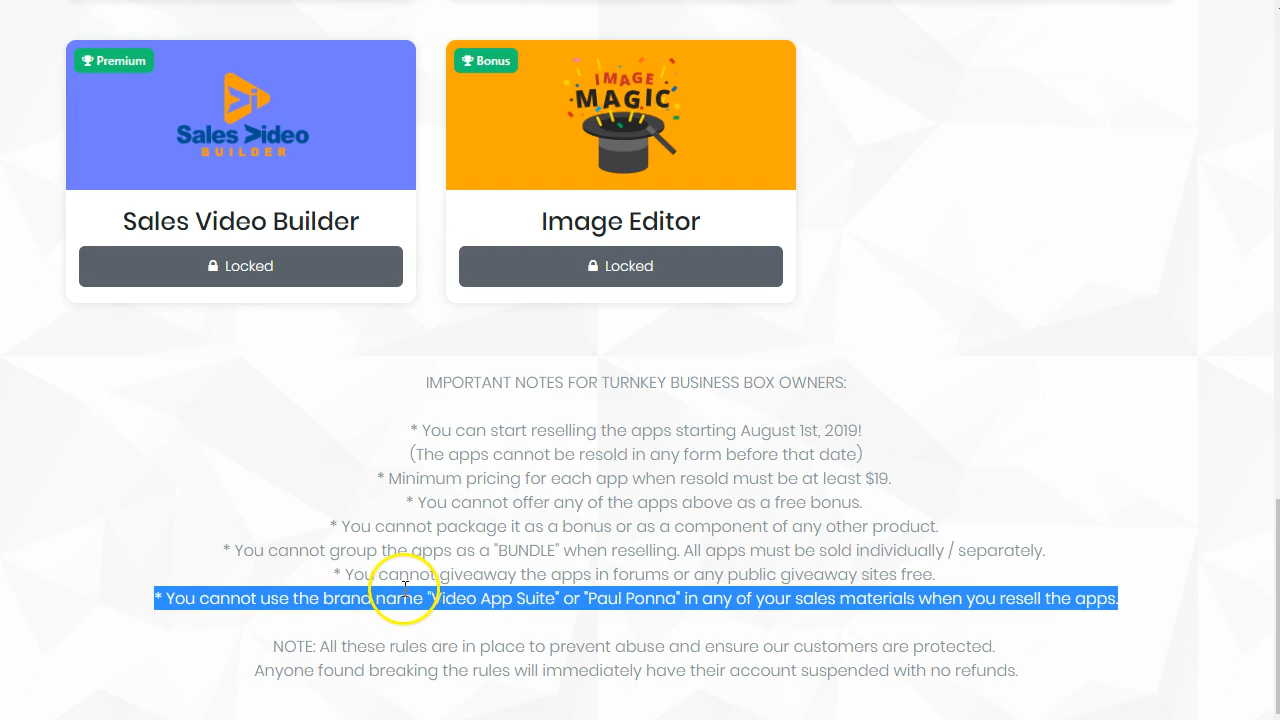 Premium
Sales Video
BUILDER
Sales Video Builder
Locked
Bonus
IMAGE
MAGIC
Image Editor
Locked
IMPORTANT NOTES FOR TURNKEY BUSINESS BOX OWNERS:
* You can start reselling the apps starting August 1st, 2019!
(The apps cannot be resold in any form before that date)
* Minimum pricing for each app when resold must be at least $19.
* You cannot offer any of the apps above as a free bonus.
* You cannot package it as a bonus or as a component of any other product.
* You cannot group the apps as a "BUNDLE" when reselling. All apps must be sold individually / separately.
* You cannot giveaway the apps in forums or any public giveaway sites free.
* You cannot use the brand name "Video App Suite" or "Paul Ponna" in any of your sales materials when you resell the apps.
NOTE: All these rules are in place to prevent abuse and ensure our customers are protected.
Anyone found breaking the rules will immediately have their account suspended with no refunds.